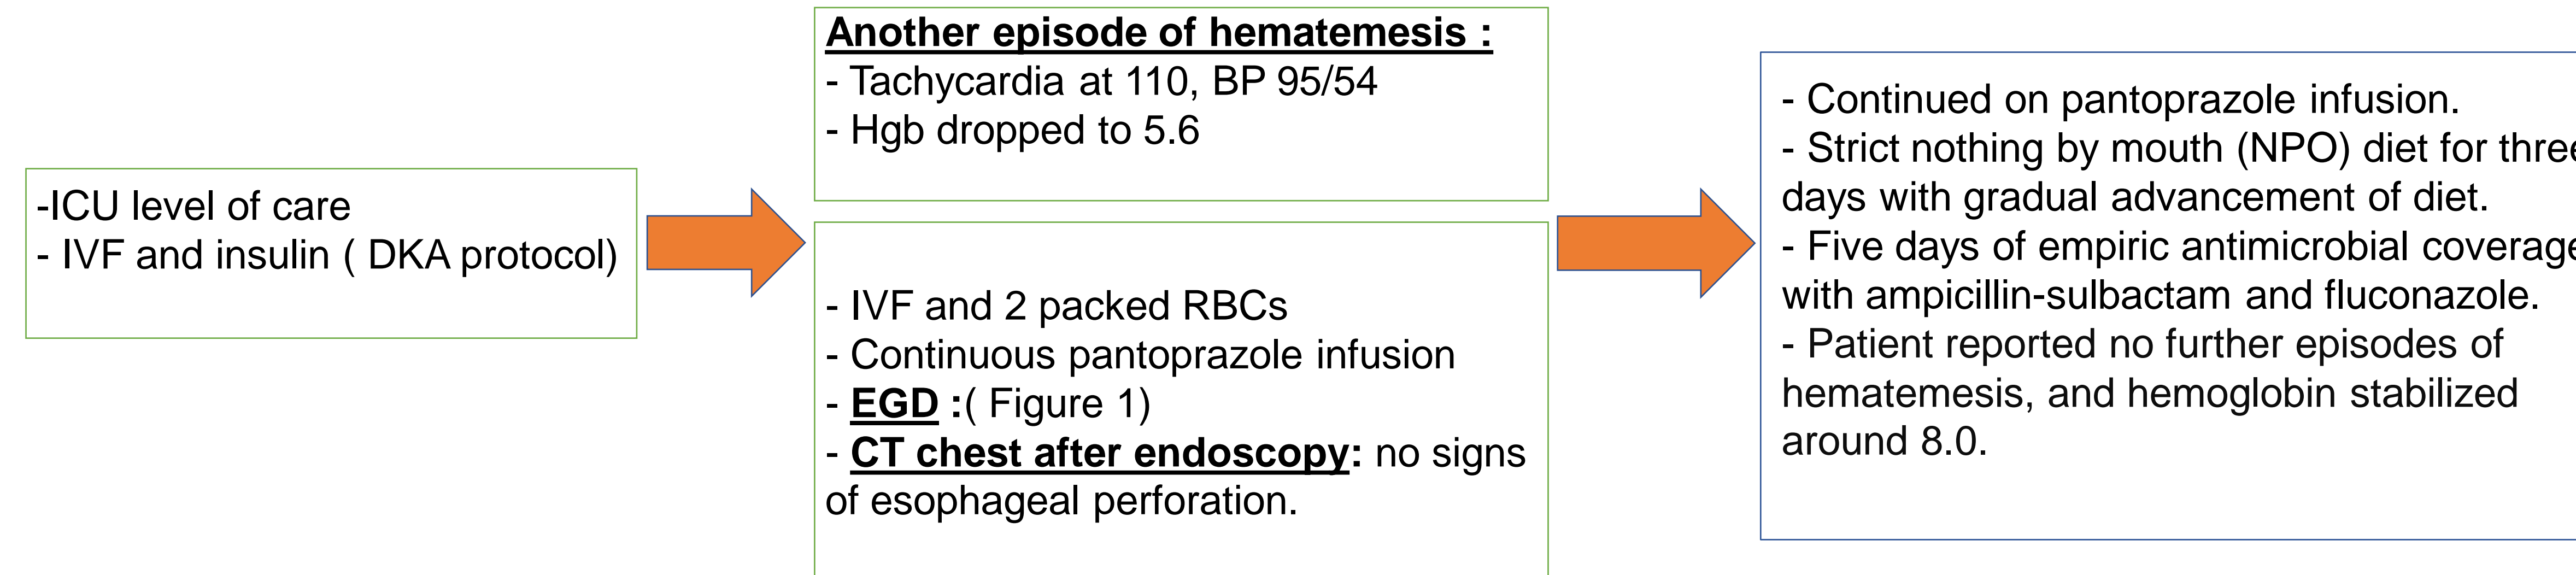 -ICU level of care
- IVF and insulin ( DKA protocol)
Another episode of hematemesis :
- Tachycardia at 110, BP 95/54
- Hgb dropped to 5.6
- IVF and 2 packed RBCs
- Continuous pantoprazole infusion
- EGD :( Figure 1)
- CT chest after endoscopy: no signs
of esophageal perforation.
- Continued on pantoprazole infusion.
- Strict nothing by mouth (NPO) diet for three
days with gradual advancement of diet.
- Five days of empiric antimicrobial coverage
with ampicillin-sulbactam and fluconazole.
- Patient reported no further episodes of
hematemesis, and hemoglobin stabilized
around 8.0.